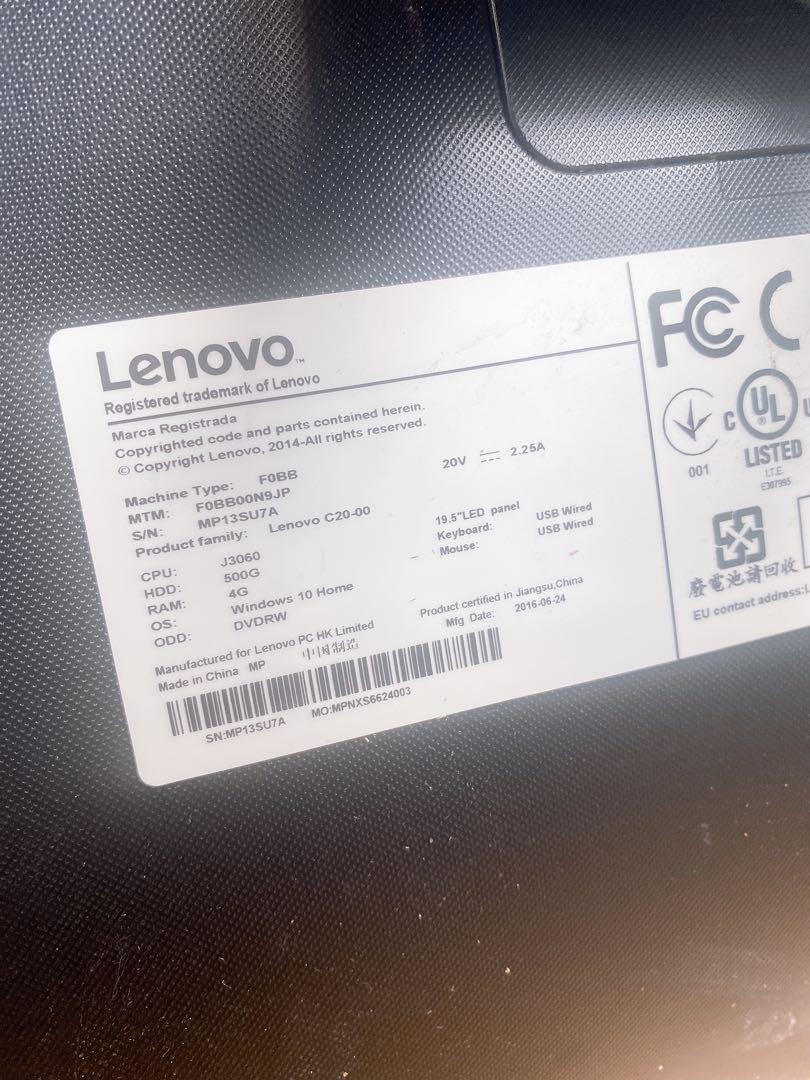 Lenovo™
Registered trademark of Lenovo
Marca Registrada
Copyrighted code and parts contained herein.
© Copyright Lenovo, 2014-All rights reserved.
Machine Type: F0BB
20V ⎓ 2.25A
MTM: F0BB00N9JP
S/N: MP13SU7A
Product family: Lenovo C20-00
CPU: J3060
19.5"LED panel
HDD: 500G
Keyboard: USB Wired
RAM: 4G
Mouse: USB Wired
OS: Windows 10 Home
ODD: DVDRW
Manufactured for Lenovo PC HK Limited
Product certified in Jiangsu,China
Made in China MP 中国制造
Mfg Date: 2016-06-24
SN:MP13SU7A MO:MPNXS6624003
FC C
001
C UL ® U
LISTED
I.T.E.
E307995
廢電池請回收
EU contact address:L